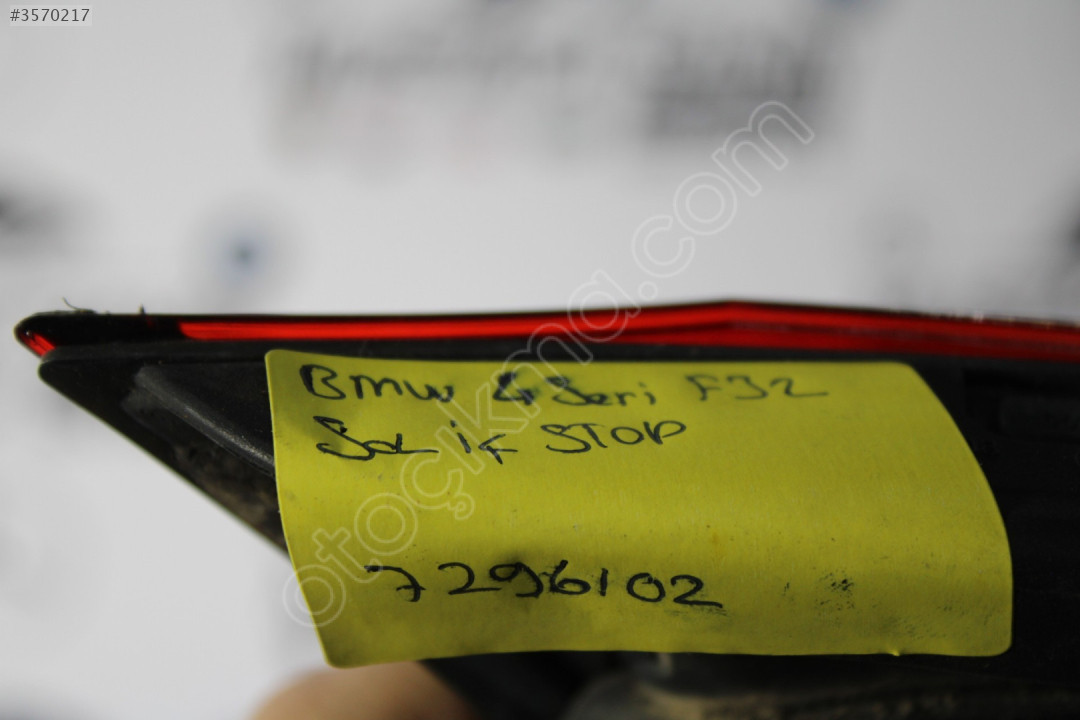 #3570217
BMW 4 Seri F32
SoL iç STOP
7296102
otoçıkma.com